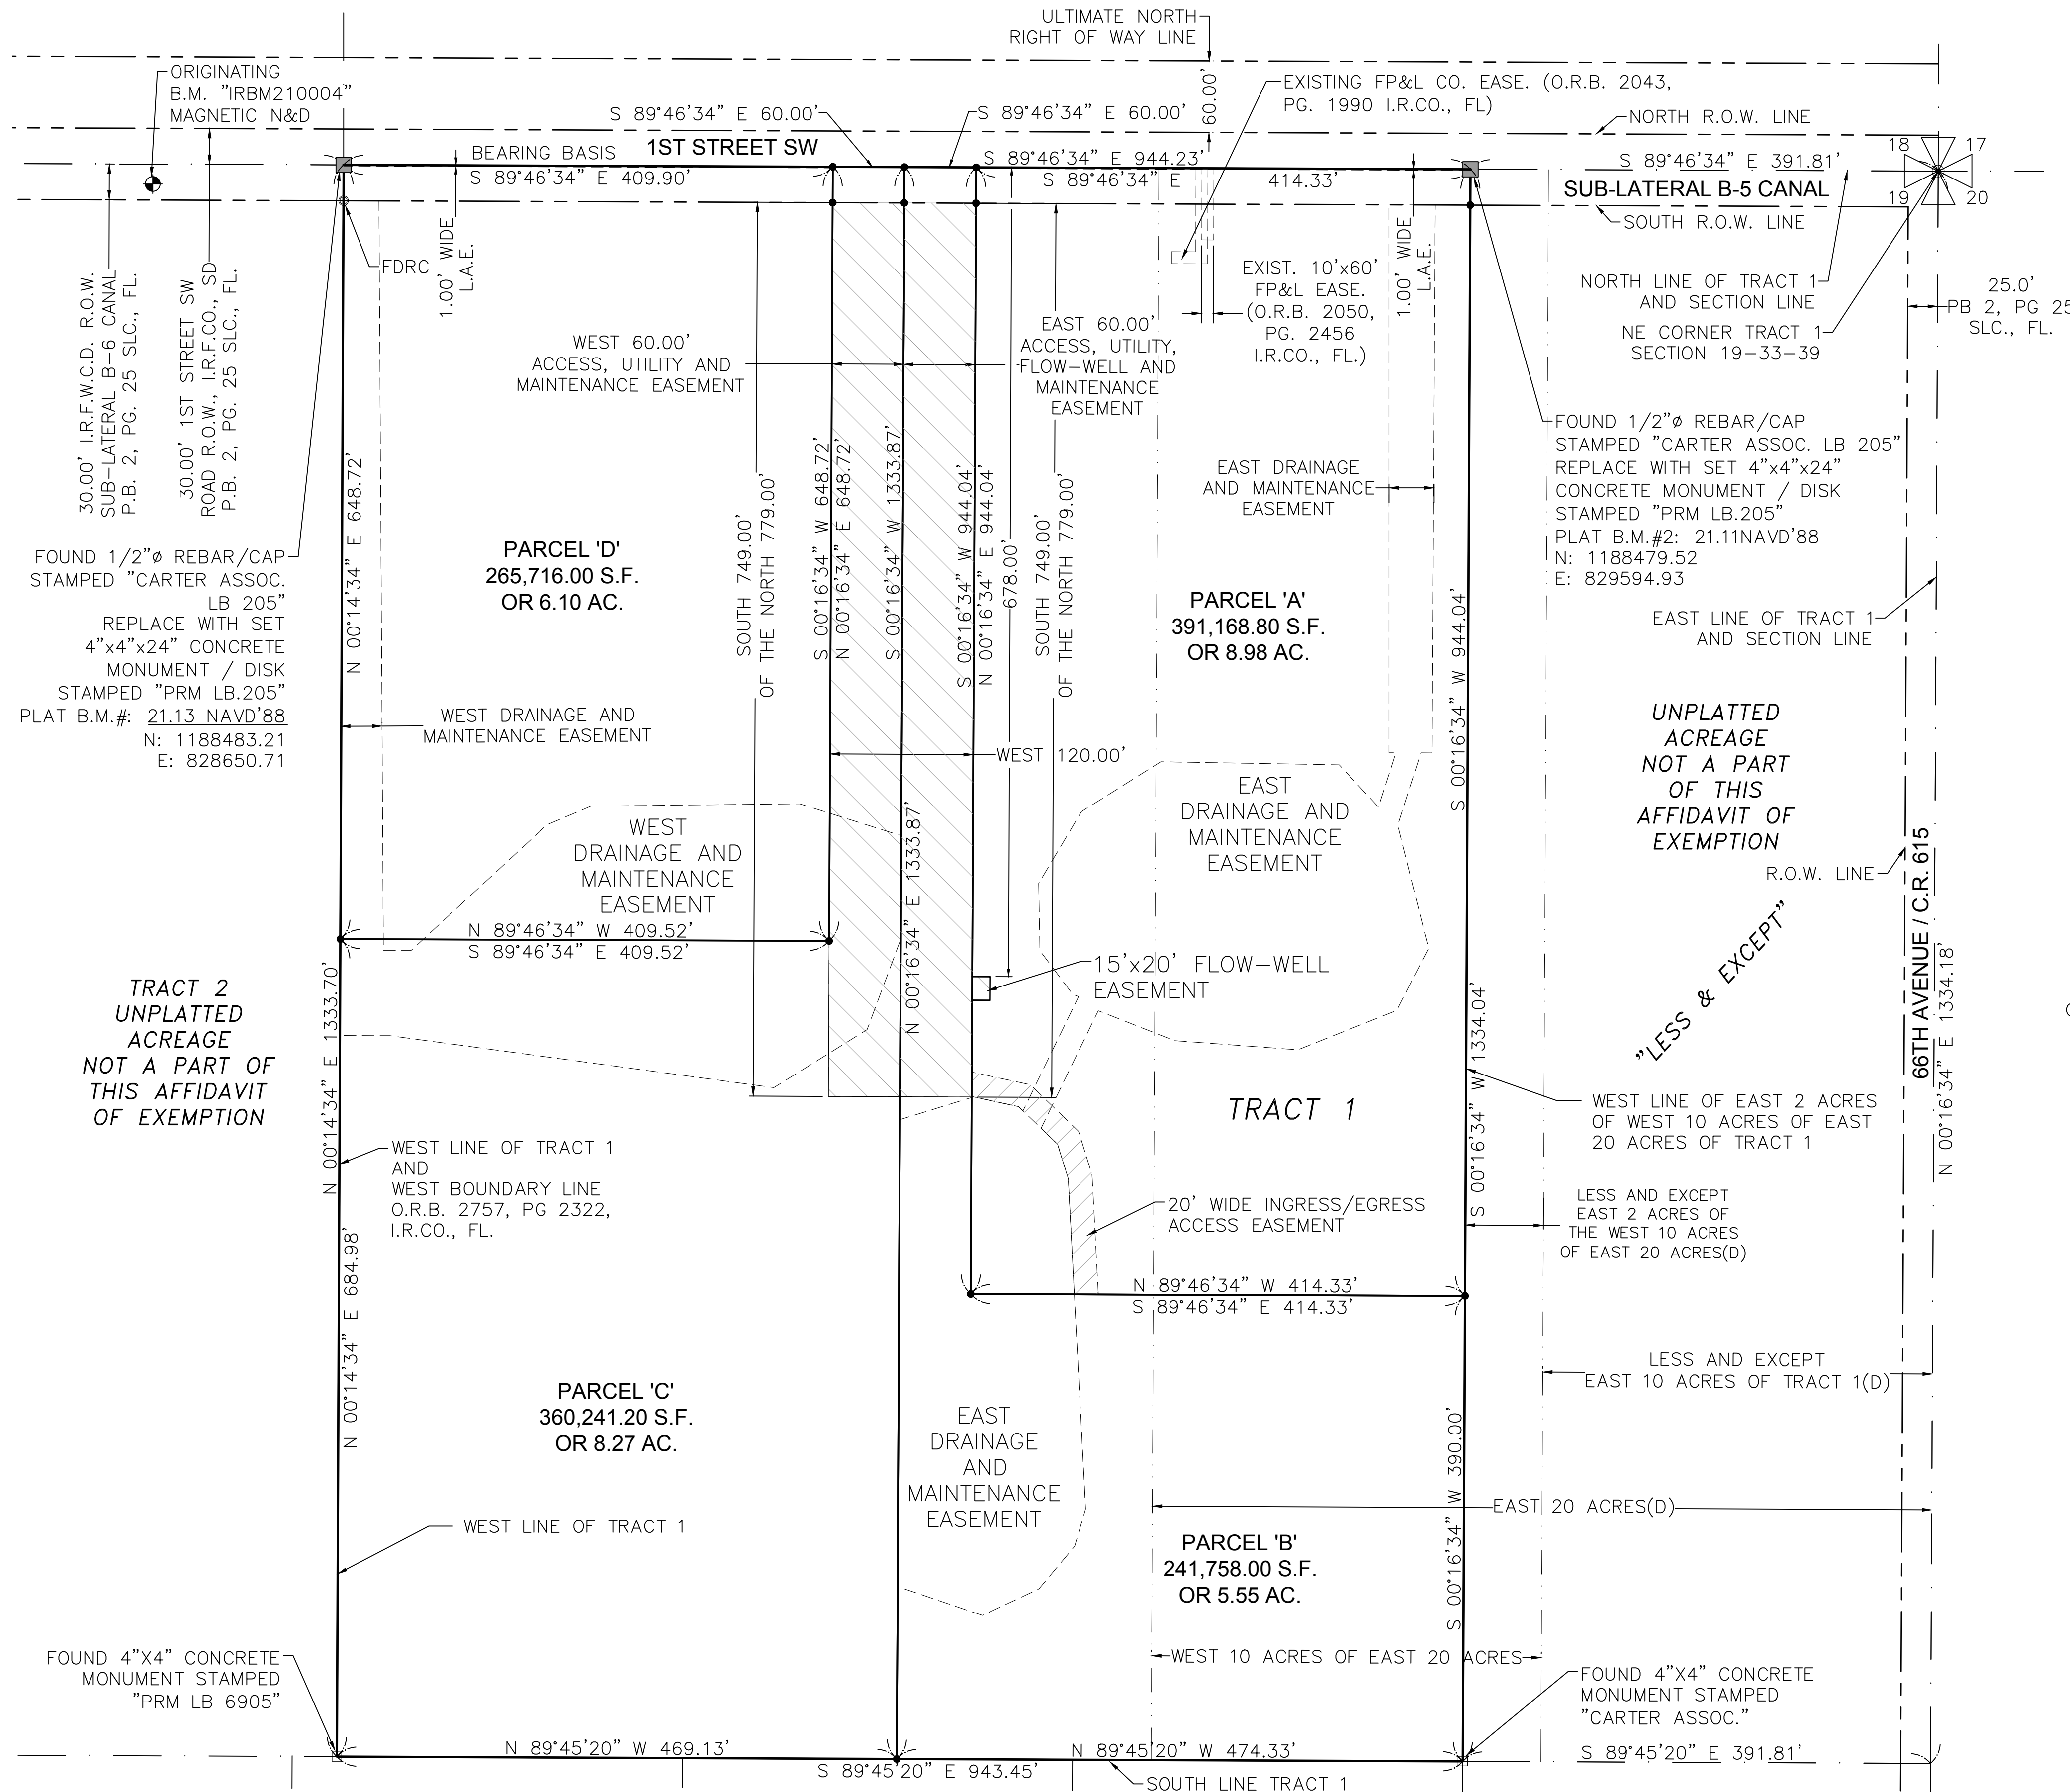 ULTIMATE NORTH
RIGHT OF WAY LINE
60.00'
ORIGINATING
B.M. "IRBM210004"
MAGNETIC N&D
S 89°46'34" E 60.00'
S 89°46'34" E 60.00'
EXISTING FP&L CO. EASE. (O.R.B. 2043,
PG. 1990 I.R.CO., FL)
NORTH R.O.W. LINE
BEARING BASIS
1ST STREET SW
S 89°46'34" E 409.90'
S 89°46'34" E 944.23'
S 89°46'34" E 414.33'
S 89°46'34" E 391.81'
18 17
19 20
SUB-LATERAL B-5 CANAL
SOUTH R.O.W. LINE
30.00' I.R.F.W.C.D. R.O.W.
SUB-LATERAL B-6 CANAL
P.B. 2, PG. 25 SLC., FL.
30.00' 1ST STREET SW
ROAD R.O.W., I.R.F.CO., SD
P.B. 2, PG. 25 SLC., FL.
FDRC
1.00' WIDE
L.A.E.
WEST 60.00'
ACCESS, UTILITY AND
MAINTENANCE EASEMENT
EAST 60.00'
ACCESS, UTILITY,
FLOW-WELL AND
MAINTENANCE
EASEMENT
EXIST. 10'x60'
FP&L EASE.
(O.R.B. 2050,
PG. 2456
I.R.CO., FL.)
1.00' WIDE
L.A.E.
NORTH LINE OF TRACT 1
AND SECTION LINE
NE CORNER TRACT 1
SECTION 19-33-39
25.0'
PB 2, PG 25
SLC., FL.
FOUND 1/2"ø REBAR/CAP
STAMPED "CARTER ASSOC. LB 205"
REPLACE WITH SET 4"x4"x24"
CONCRETE MONUMENT / DISK
STAMPED "PRM LB.205"
PLAT B.M.#2: 21.11NAVD'88
N: 1188479.52
E: 829594.93
EAST DRAINAGE
AND MAINTENANCE
EASEMENT
FOUND 1/2"ø REBAR/CAP
STAMPED "CARTER ASSOC.
LB 205"
REPLACE WITH SET
4"x4"x24" CONCRETE
MONUMENT / DISK
STAMPED "PRM LB.205"
PLAT B.M.#: 21.13 NAVD'88
N: 1188483.21
E: 828650.71
N 00°14'34" E 648.72'
PARCEL 'D'
265,716.00 S.F.
OR 6.10 AC.
SOUTH 749.00'
OF THE NORTH 779.00'
S 00°16'34" W 648.72'
N 00°16'34" E 648.72'
S 00°16'34" W 1333.87'
S 00°16'34" W 944.04'
N 00°16'34" E 944.04'
678.00'
SOUTH 749.00'
OF THE NORTH 779.00'
PARCEL 'A'
391,168.80 S.F.
OR 8.98 AC.
S 00°16'34" W 944.04'
EAST LINE OF TRACT 1
AND SECTION LINE
WEST DRAINAGE AND
MAINTENANCE EASEMENT
WEST 120.00'
UNPLATTED
ACREAGE
NOT A PART
OF THIS
AFFIDAVIT OF
EXEMPTION
R.O.W. LINE
WEST
DRAINAGE AND
MAINTENANCE
EASEMENT
EAST
DRAINAGE AND
MAINTENANCE
EASEMENT
N 00°16'34" E 1333.87'
N 89°46'34" W 409.52'
S 89°46'34" E 409.52'
15'x20' FLOW-WELL
EASEMENT
"LESS & EXCEPT"
66TH AVENUE / C.R. 615
N 00°16'34" E 1334.18'
TRACT 2
UNPLATTED
ACREAGE
NOT A PART OF
THIS AFFIDAVIT
OF EXEMPTION
N 00°14'34" E 1333.70'
S 00°16'34" W 1334.04'
TRACT 1
WEST LINE OF EAST 2 ACRES
OF WEST 10 ACRES OF EAST
20 ACRES OF TRACT 1
WEST LINE OF TRACT 1
AND
WEST BOUNDARY LINE
O.R.B. 2757, PG 2322,
I.R.CO., FL.
20' WIDE INGRESS/EGRESS
ACCESS EASEMENT
LESS AND EXCEPT
EAST 2 ACRES OF
THE WEST 10 ACRES
OF EAST 20 ACRES(D)
N 89°46'34" W 414.33'
S 89°46'34" E 414.33'
N 00°14'34" E 684.98'
LESS AND EXCEPT
EAST 10 ACRES OF TRACT 1(D)
PARCEL 'C'
360,241.20 S.F.
OR 8.27 AC.
EAST
DRAINAGE
AND
MAINTENANCE
EASEMENT
S 00°16'34" W 390.00'
EAST 20 ACRES(D)
WEST LINE OF TRACT 1
PARCEL 'B'
241,758.00 S.F.
OR 5.55 AC.
WEST 10 ACRES OF EAST 20 ACRES
FOUND 4"X4" CONCRETE
MONUMENT STAMPED
"PRM LB 6905"
FOUND 4"X4" CONCRETE
MONUMENT STAMPED
"CARTER ASSOC."
N 89°45'20" W 469.13'
N 89°45'20" W 474.33'
S 89°45'20" E 391.81'
S 89°45'20" E 943.45'
SOUTH LINE TRACT 1